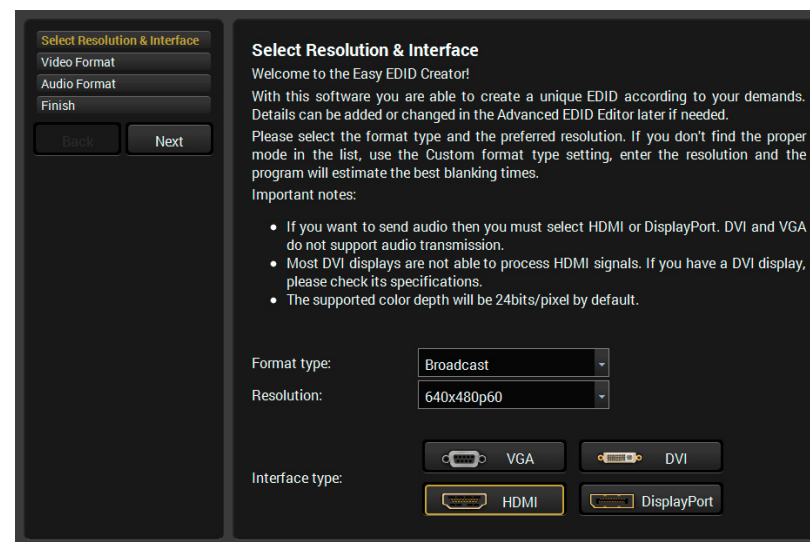 Select Resolution & Interface
Video Format
Audio Format
Finish
Back
Next
Select Resolution & Interface
Welcome to the Easy EDID Creator!
With this software you are able to create a unique EDID according to your demands.
Details can be added or changed in the Advanced EDID Editor later if needed.
Please select the format type and the preferred resolution. If you don't find the proper
mode in the list, use the Custom format type setting, enter the resolution and the
program will estimate the best blanking times.
Important notes:
If you want to send audio then you must select HDMI or DisplayPort. DVI and VGA
do not support audio transmission.
Most DVI displays are not able to process HDMI signals. If you have a DVI display,
please check its specifications.
The supported color depth will be 24bits/pixel by default.
Format type:
Broadcast
Resolution:
640x480p60
Interface type:
VGA
DVI
HDMI
DisplayPort